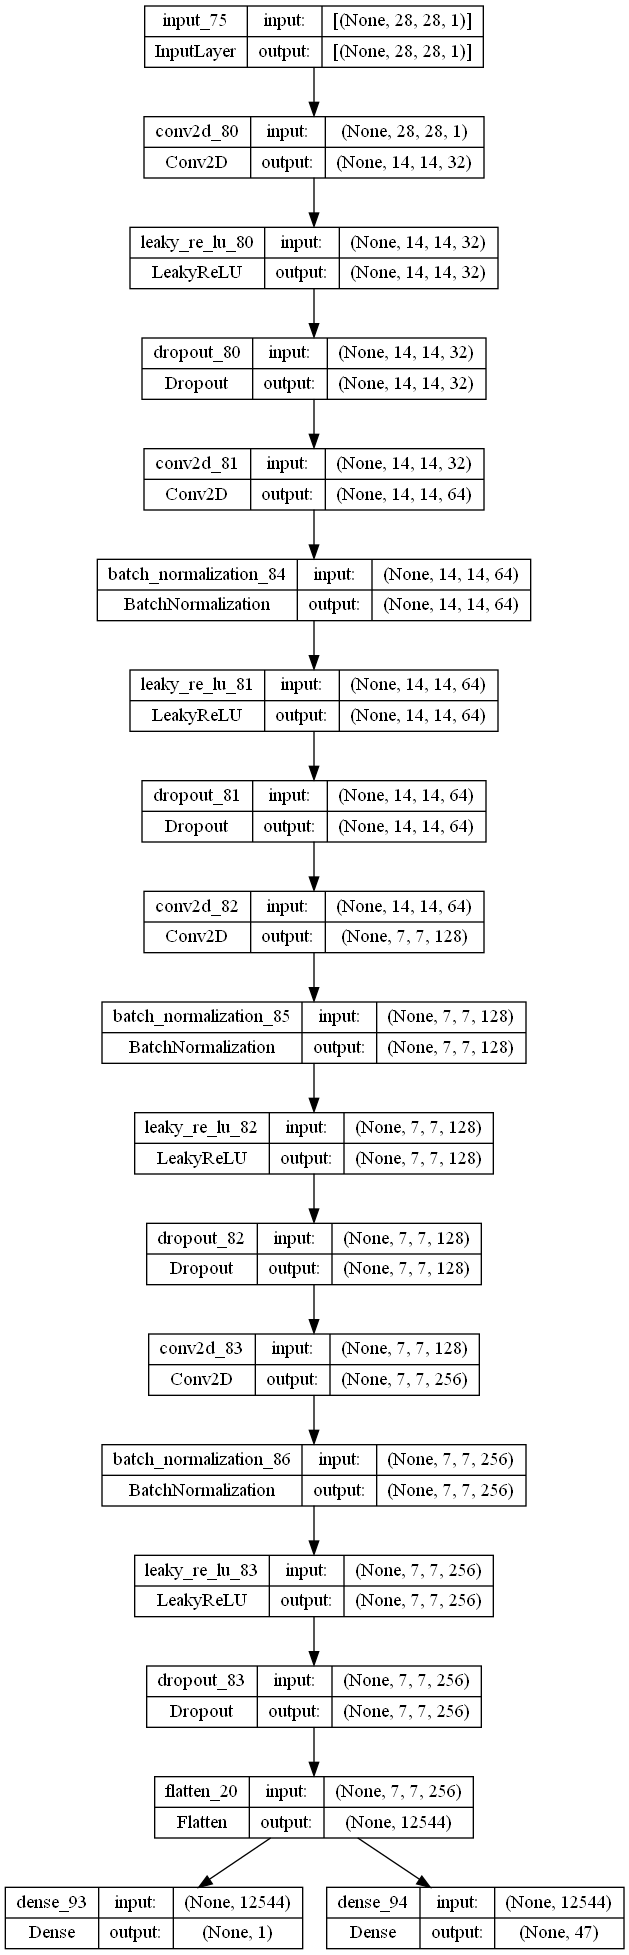 input_75 input: [(None, 28, 28, 1)]
InputLayer output: [(None, 28, 28, 1)]
conv2d_80 input: (None, 28, 28, 1)
Conv2D output: (None, 14, 14, 32)
leaky_re_lu_80 input: (None, 14, 14, 32)
LeakyReLU output: (None, 14, 14, 32)
dropout_80 input: (None, 14, 14, 32)
Dropout output: (None, 14, 14, 32)
conv2d_81 input: (None, 14, 14, 32)
Conv2D output: (None, 14, 14, 64)
batch_normalization_84 input: (None, 14, 14, 64)
BatchNormalization output: (None, 14, 14, 64)
leaky_re_lu_81 input: (None, 14, 14, 64)
LeakyReLU output: (None, 14, 14, 64)
dropout_81 input: (None, 14, 14, 64)
Dropout output: (None, 14, 14, 64)
conv2d_82 input: (None, 14, 14, 64)
Conv2D output: (None, 7, 7, 128)
batch_normalization_85 input: (None, 7, 7, 128)
BatchNormalization output: (None, 7, 7, 128)
leaky_re_lu_82 input: (None, 7, 7, 128)
LeakyReLU output: (None, 7, 7, 128)
dropout_82 input: (None, 7, 7, 128)
Dropout output: (None, 7, 7, 128)
conv2d_83 input: (None, 7, 7, 128)
Conv2D output: (None, 7, 7, 256)
batch_normalization_86 input: (None, 7, 7, 256)
BatchNormalization output: (None, 7, 7, 256)
leaky_re_lu_83 input: (None, 7, 7, 256)
LeakyReLU output: (None, 7, 7, 256)
dropout_83 input: (None, 7, 7, 256)
Dropout output: (None, 7, 7, 256)
flatten_20 input: (None, 7, 7, 256)
Flatten output: (None, 12544)
dense_93 input: (None, 12544)
Dense output: (None, 1)
dense_94 input: (None, 12544)
Dense output: (None, 47)